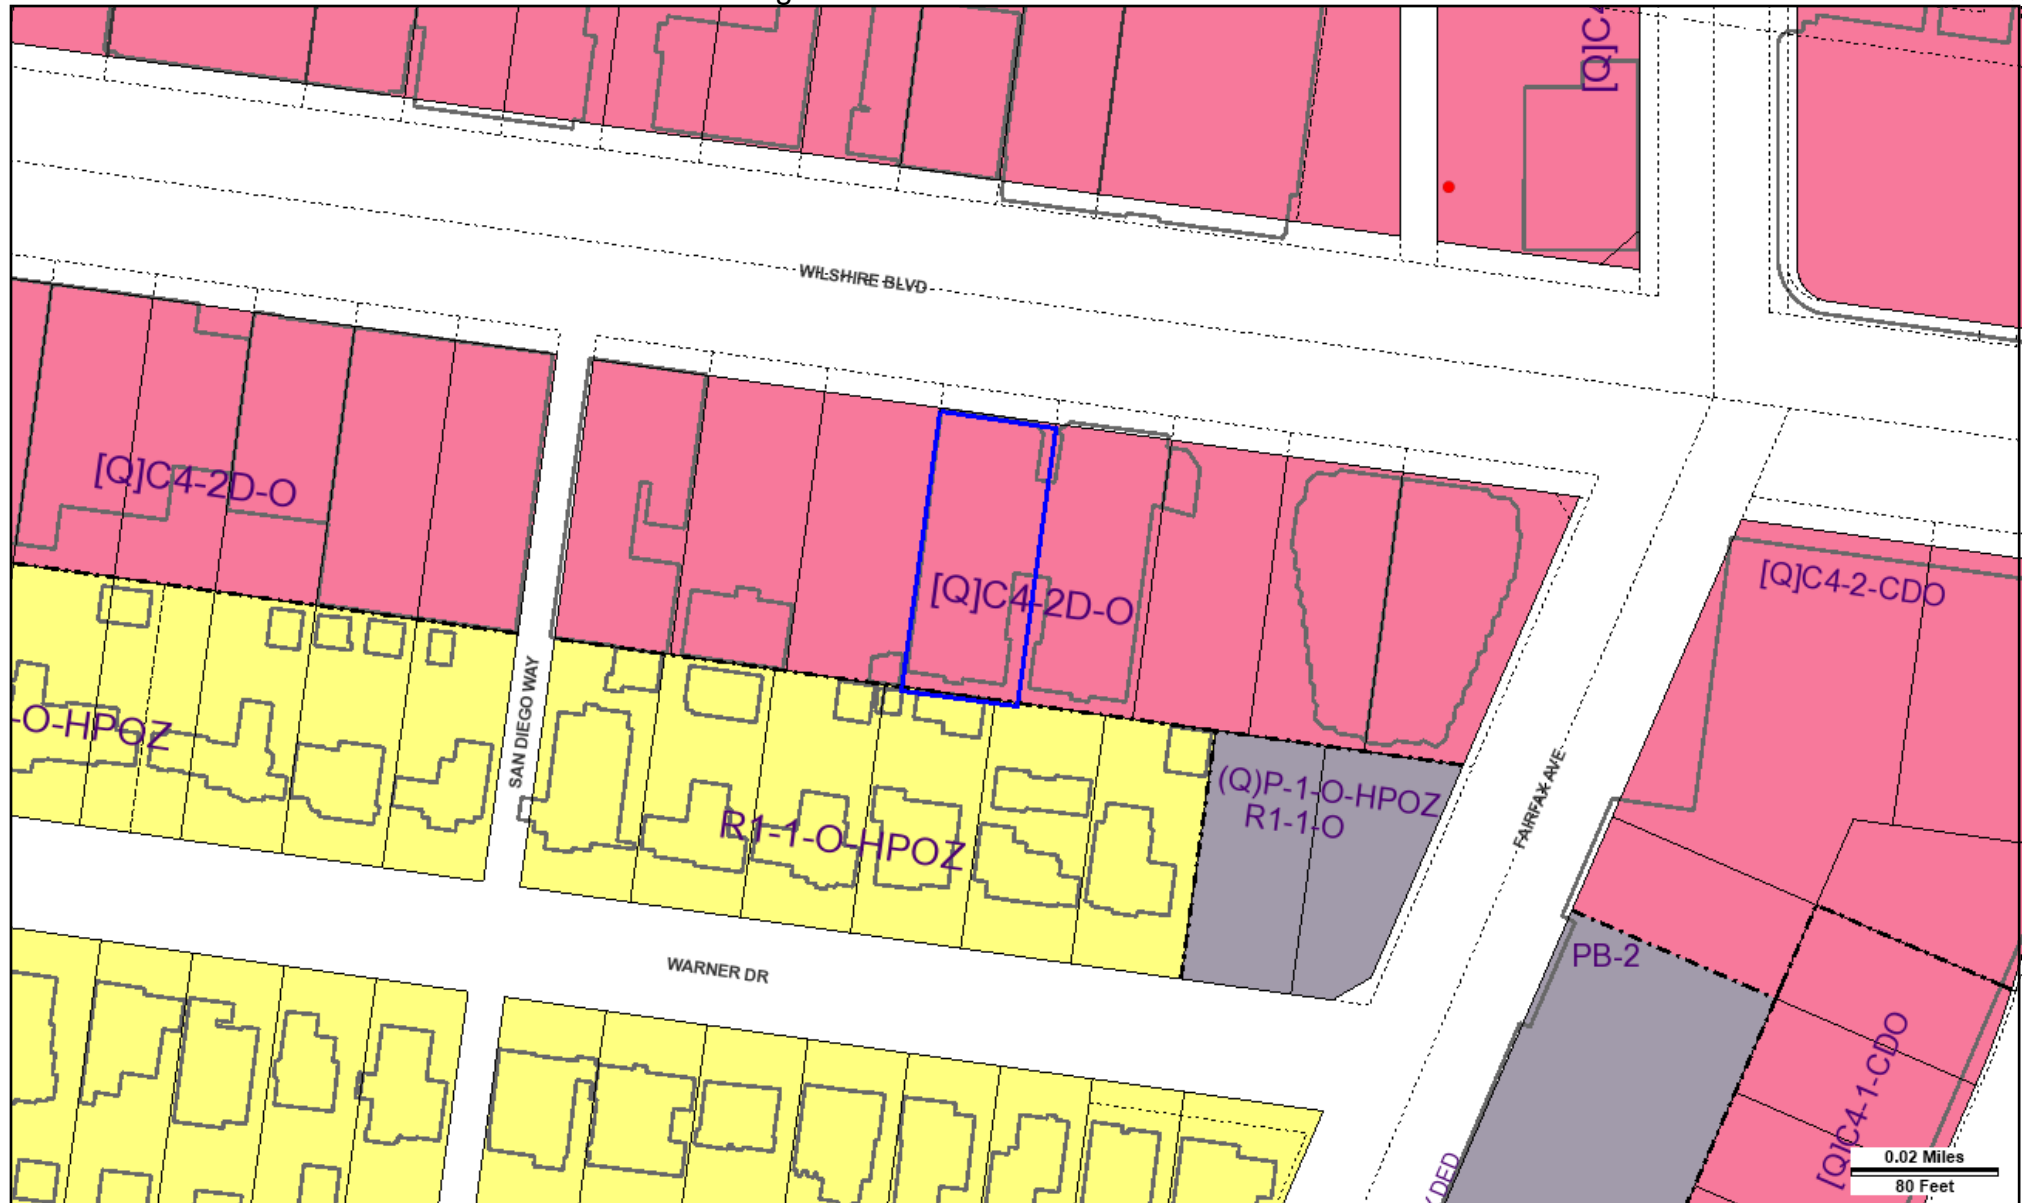 [Q]C4
WILSHIRE BLVD
[Q]C4-2D-O
[Q]C4-2D-O
[Q]C4-2-CDO
SAN DIEGO WAY
-O-HPOZ
R1-1-O-HPOZ
(Q)P-1-O-HPOZ
R1-1-O
FAIRFAX AVE
PB-2
WARNER DR
[Q]C4-1-CDO
DED
0.02 Miles
80 Feet